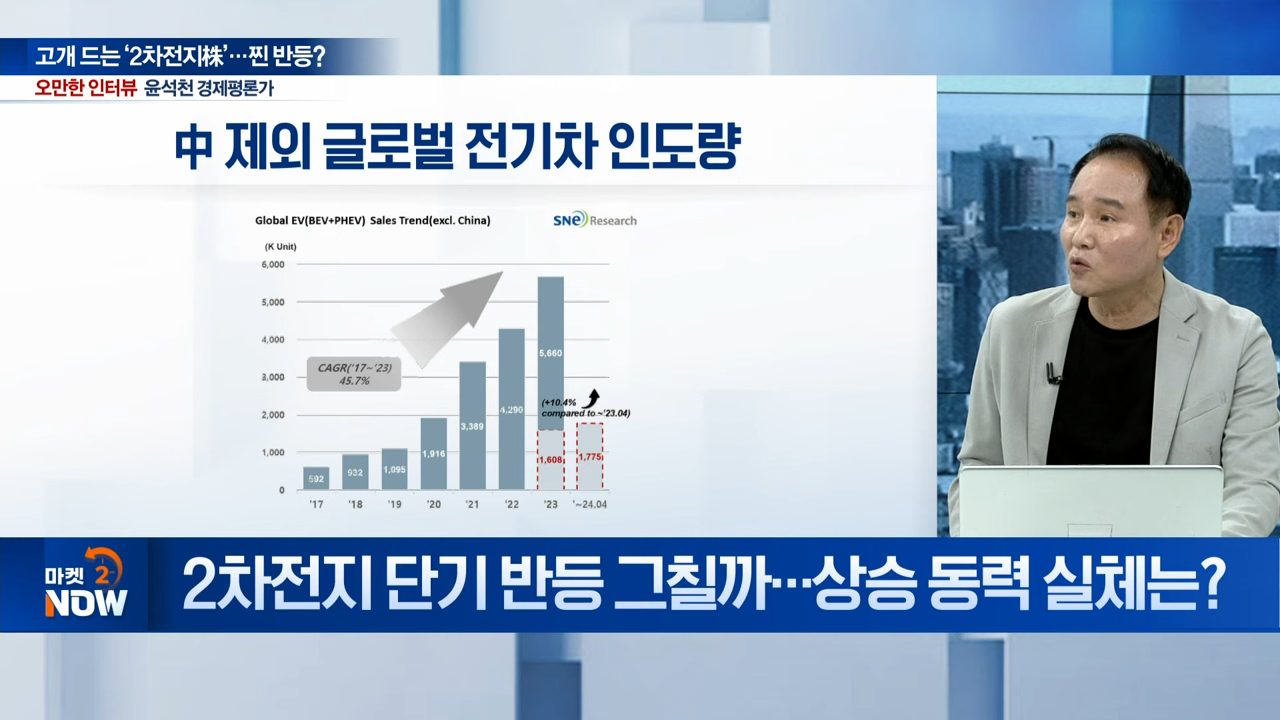 고개 드는 ‘2차전지株’…찐 반등?
오만한 인터뷰 윤석천 경제평론가
中 제외 글로벌 전기차 인도량
Global EV(BEV+PHEV) Sales Trend(excl. China)
SNe Research
(K Unit)
6,000
5,000
4,000
3,000
2,000
1,000
0
CAGR('17~'23)
45.7%
592
932
1,095
1,916
3,389
4,290
5,660
1,608
1,775
(+10.4%
compared to ~'23.04)
'17 '18 '19 '20 '21 '22 '23 '~24.04
마켓 2
NOW
2차전지 단기 반등 그칠까…상승 동력 실체는?